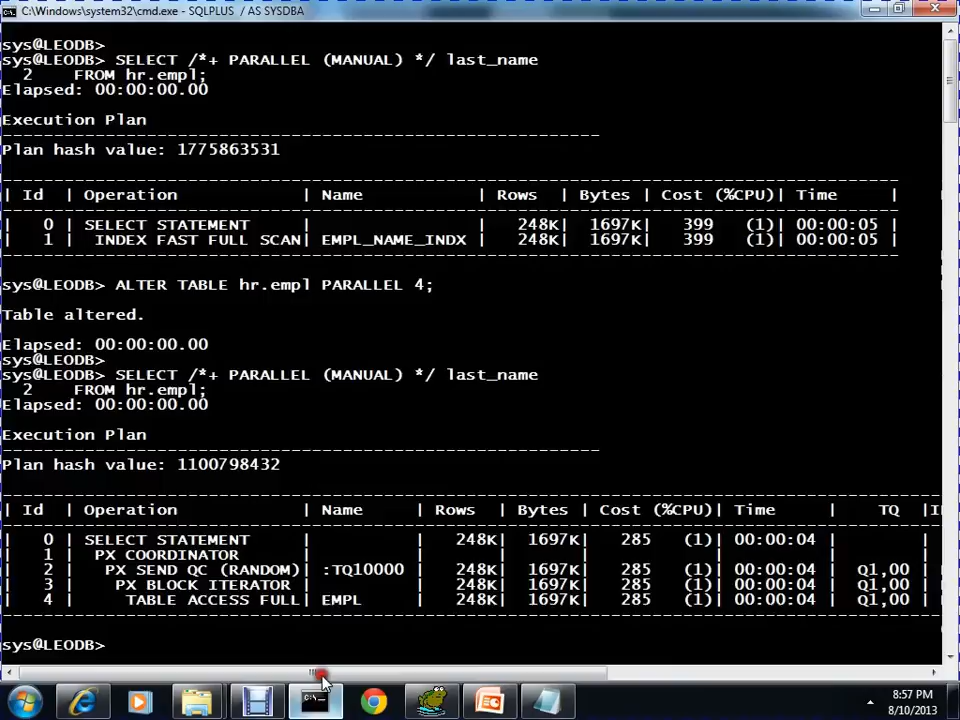 C:\Windows\system32\cmd.exe - SQLPLUS / AS SYSDBA
sys@LEODB>
sys@LEODB> SELECT /*+ PARALLEL (MANUAL) */ last_name
2 FROM hr.empl;
Elapsed: 00:00:00.00
Execution Plan
----------------------------------------------------------
Plan hash value: 1775863531
| Id | Operation | Name | Rows | Bytes | Cost (%CPU)| Time |
| 0 | SELECT STATEMENT | | 248K| 1697K| 399 (1)| 00:00:05 |
| 1 | INDEX FAST FULL SCAN| EMPL_NAME_INDX | 248K| 1697K| 399 (1)| 00:00:05 |
sys@LEODB> ALTER TABLE hr.empl PARALLEL 4;
Table altered.
Elapsed: 00:00:00.00
sys@LEODB>
sys@LEODB> SELECT /*+ PARALLEL (MANUAL) */ last_name
2 FROM hr.empl;
Elapsed: 00:00:00.00
Execution Plan
----------------------------------------------------------
Plan hash value: 1100798432
| Id | Operation | Name | Rows | Bytes | Cost (%CPU)| Time | TQ |
| 0 | SELECT STATEMENT | | 248K| 1697K| 285 (1)| 00:00:04 | |
| 1 | PX COORDINATOR | | | | | | |
| 2 | PX SEND QC (RANDOM)| :TQ10000 | 248K| 1697K| 285 (1)| 00:00:04 | Q1,00 |
| 3 | PX BLOCK ITERATOR | | 248K| 1697K| 285 (1)| 00:00:04 | Q1,00 |
| 4 | TABLE ACCESS FULL| EMPL | 248K| 1697K| 285 (1)| 00:00:04 | Q1,00 |
sys@LEODB>
8:57 PM
8/10/2013